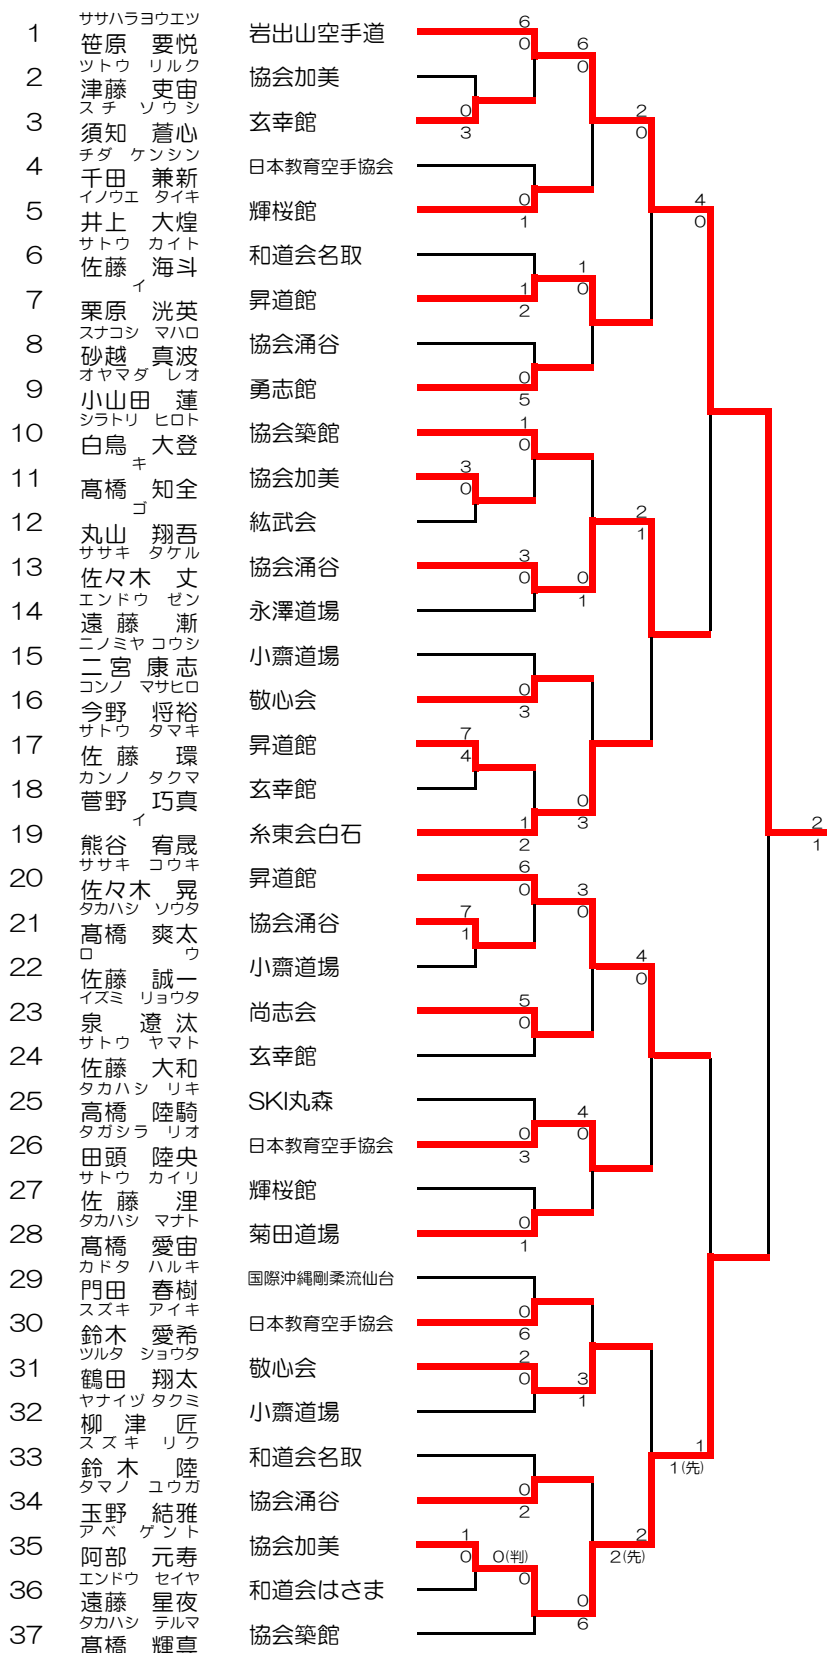 ササハラヨウエツ
1 笹原 要悦 岩出山空手道
ツトウ リルク
2 津藤 吏宙 協会加美
スチ ソウシ
3 須知 蒼心 玄幸館
チダ ケンシン
4 千田 兼新 日本教育空手協会
イノウエ タイキ
5 井上 大煌 輝桜館
サトウ カイト
6 佐藤 海斗 和道会名取
イ
7 栗原 洸英 昇道館
スナコシ マハロ
8 砂越 真波 協会涌谷
オヤマダ レオ
9 小山田 蓮 勇志館
シラトリ ヒロト
10 白鳥 大登 協会築館
キ
11 髙橋 知全 協会加美
ゴ
12 丸山 翔吾 紘武会
ササキ タケル
13 佐々木 丈 協会涌谷
エンドウ ゼン
14 遠藤 漸 永澤道場
ニノミヤ コウシ
15 二宮 康志 小齋道場
コンノ マサヒロ
16 今野 将裕 敬心会
サトウ タマキ
17 佐藤 環 昇道館
カンノ タクマ
18 菅野 巧真 玄幸館
イ
19 熊谷 宥晟 糸東会白石
ササキ コウキ
20 佐々木 晃 昇道館
タカハシ ソウタ
21 髙橋 爽太 協会涌谷
ロ ウ
22 佐藤 誠一 小齋道場
イズミ リョウタ
23 泉 遼汰 尚志会
サトウ ヤマト
24 佐藤 大和 玄幸館
タカハシ リキ
25 高橋 陸騎 SKI丸森
タガシラ リオ
26 田頭 陸央 日本教育空手協会
サトウ カイリ
27 佐藤 浬 輝桜館
タカハシ マナト
28 髙橋 愛宙 菊田道場
カドタ ハルキ
29 門田 春樹 国際沖縄剛柔流仙台
スズキ アイキ
30 鈴木 愛希 日本教育空手協会
ツルタ ショウタ
31 鶴田 翔太 敬心会
ヤナイヅ タクミ
32 柳津 匠 小齋道場
スズキ リク
33 鈴木 陸 和道会名取
タマノ ユウガ
34 玉野 結雅 協会涌谷
アベ ゲント
35 阿部 元寿 協会加美
エンドウ セイヤ
36 遠藤 星夜 和道会はさま
タカハシ テルマ
37 髙橋 輝真 協会築館
0
3
3
0
7
4
7
1
1
0
6
0
0
1
1
2
0
5
1
0
3
0
0
3
1
2
6
0
5
0
0
3
0
1
0
6
2
0
0
2
0(判)
0
6
0
1
0
0
1
0
3
3
0
4
0
3
1
0
6
2
0
2
1
4
0
2
2(先)
4
0
1
1(先)
2
1